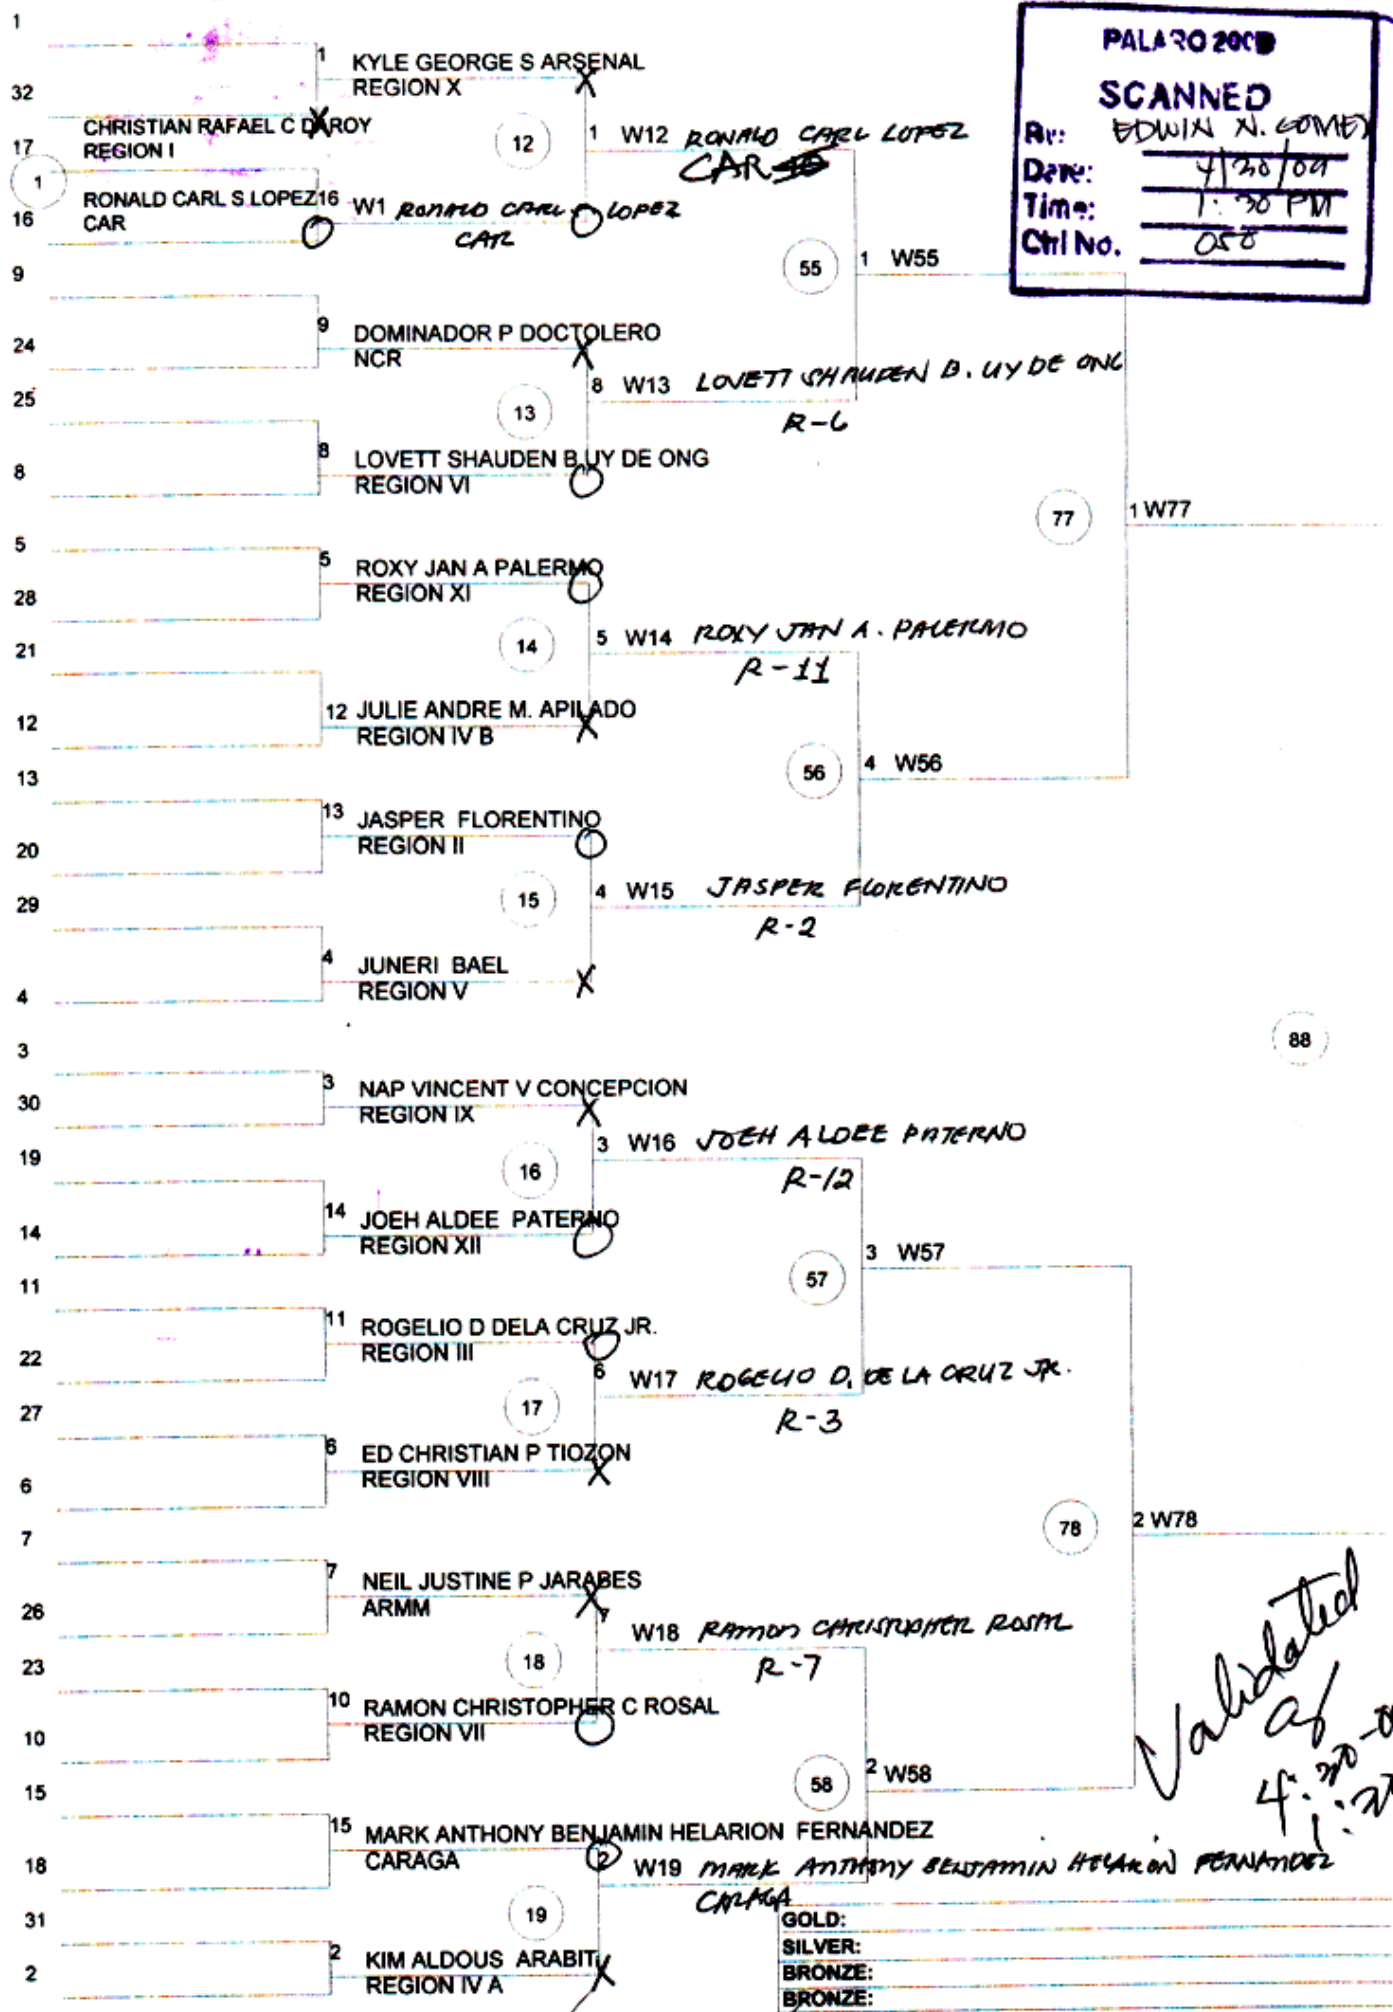 PALARO 2009
SCANNED
By: EDWIN N. GOMEZ
Date: 4/30/09
Time: 1:30 PM
Ctrl No. 050
1
1 KYLE GEORGE S ARSENAL
REGION X
32
CHRISTIAN RAFAEL C DAROY
REGION I
17
12
1 W12 RONALD CARL LOPEZ
CAR
1
RONALD CARL S LOPEZ 16
CAR
16
W1 RONALD CARL LOPEZ
CAR
55
1 W55
9
9 DOMINADOR P DOCTOLERO
NCR
24
25
13
8 W13 LOVETT SHAUDEN B. UY DE ONG
R-6
8 LOVETT SHAUDEN B UY DE ONG
REGION VI
8
77
1 W77
5
5 ROXY JAN A PALERMO
REGION XI
28
21
14
5 W14 ROXY JAN A. PALERMO
R-11
12 JULIE ANDRE M. APILADO
REGION IV B
12
13
56
4 W56
13 JASPER FLORENTINO
REGION II
20
29
15
4 W15 JASPER FLORENTINO
R-2
4 JUNERI BAEL
REGION V
4
88
3
3 NAP VINCENT V CONCEPCION
REGION IX
30
19
16
3 W16 JOEH ALDEE PATERNO
R-12
14 JOEH ALDEE PATERNO
REGION XII
14
11
57
3 W57
11 ROGELIO D DELA CRUZ JR.
REGION III
22
27
17
6 W17 ROGELIO D. DE LA CRUZ JR.
R-3
6 ED CHRISTIAN P TIOZON
REGION VIII
6
78
2 W78
7
7 NEIL JUSTINE P JARABES
ARMM
26
23
18
7
W18 RAMON CHRISTOPHER ROSAL
R-7
10 RAMON CHRISTOPHER C ROSAL
REGION VII
10
15
58
2 W58
Validated
15 MARK ANTHONY BENJAMIN HELARION FERNANDEZ
CARAGA
18
31
19
2
W19 MARK ANTHONY BENJAMIN HELARION FERNANDEZ
CARAGA
2 KIM ALDOUS ARABIT
REGION IV A
2
GOLD:
SILVER:
BRONZE:
BRONZE: